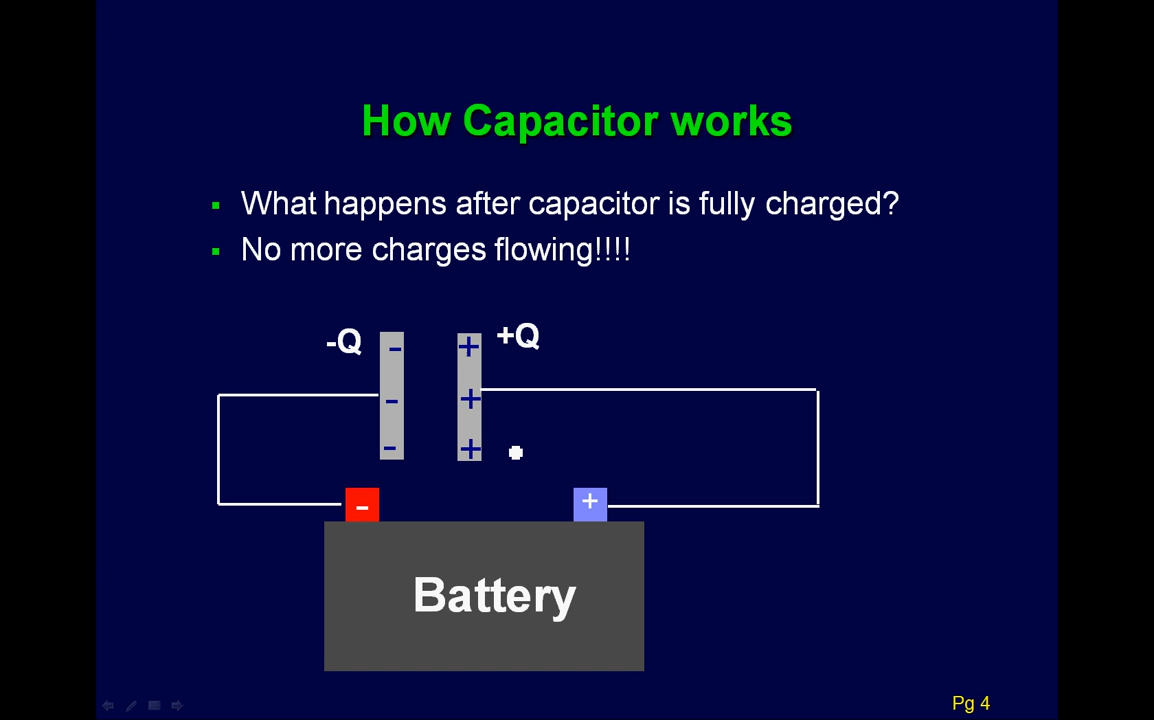 How Capacitor works
What happens after capacitor is fully charged?
No more charges flowing!!!!
-Q +Q
- +
- +
- +
- +
Battery
Pg 4